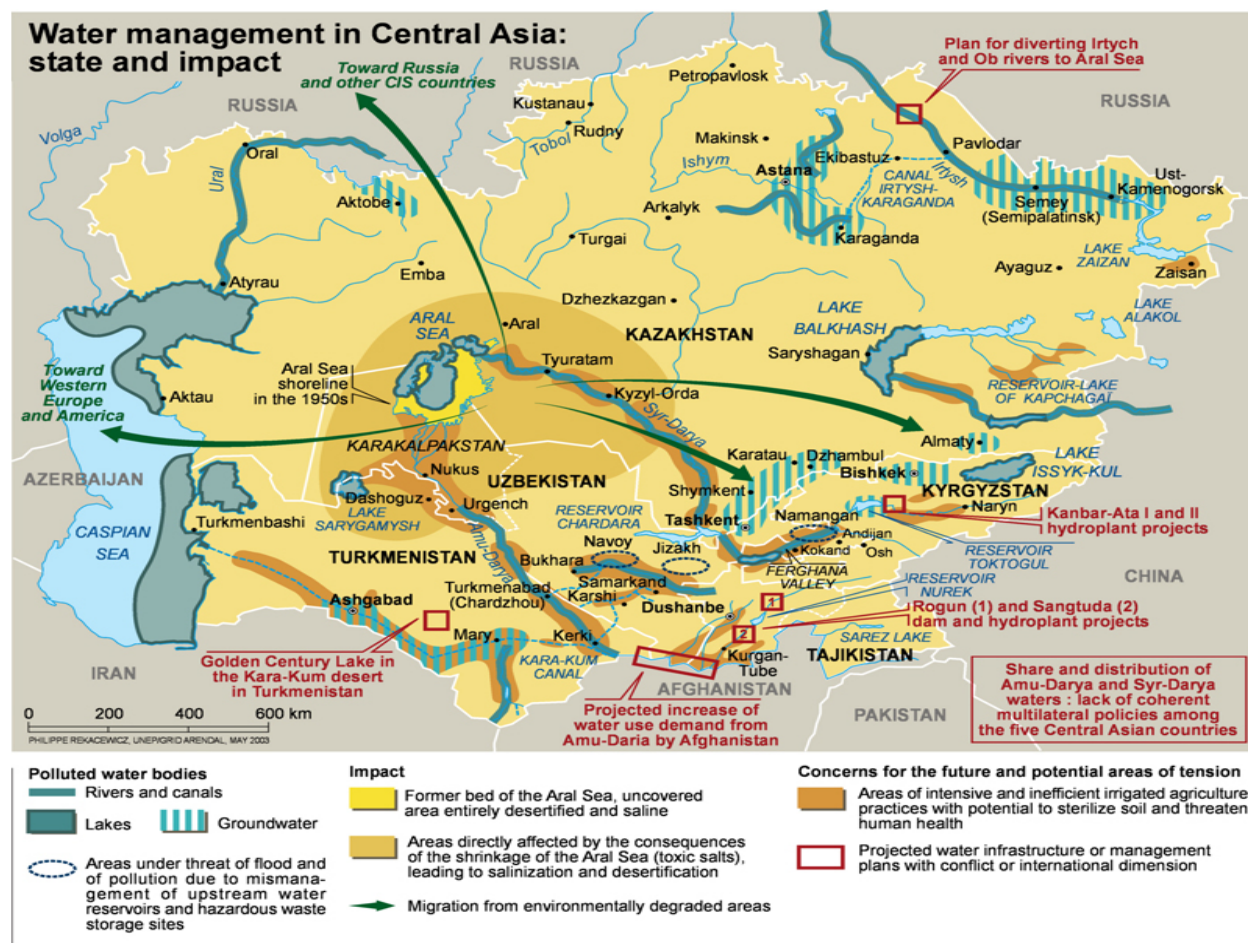 Water management in Central Asia:
state and impact
Toward Russia
and other CIS countries
RUSSIA
RUSSIA
Plan for diverting Irtych
and Ob rivers to Aral Sea
RUSSIA
Petropavlosk
Kustanau
Rudny
Tobol
Volga
Oral
Ural
Makinsk
Ishym
Astana
Ekibastuz
Pavlodar
CANAL
IRTYSH-
KARAGANDA
Irtysh
Ust-
Kamenogorsk
Semey
(Semipalatinsk)
Aktobe
Arkalyk
Karaganda
Turgai
LAKE
ZAIZAN
Zaisan
Ayaguz
Emba
Atyrau
Dzhezkazgan
LAKE
ALAKOL
ARAL
SEA
Aral
KAZAKHSTAN
LAKE
BALKHASH
Saryshagan
Aral Sea
shoreline
in the 1950s
Tyuratam
Toward
Western
Europe
and America
Aktau
Kyzyl-Orda
Syr-Darya
RESERVOIR-LAKE
OF KAPCHAGAÏ
KARAKALPAKSTAN
Almaty
Karatau
Dzhambul
Bishkek
LAKE
ISSYK-KUL
AZERBAIJAN
Nukus
UZBEKISTAN
Shymkent
KYRGYZSTAN
Dashoguz
Urgench
LAKE
SARYGAMYSH
RESERVOIR
CHARDARA
Tashkent
Namangan
Naryn
Kanbar-Ata I and II
hydroplant projects
CASPIAN
SEA
Turkmenbashi
Navoy
Jizakh
Andijan
Kokand
Osh
RESERVOIR
TOKTOGUL
TURKMENISTAN
Amu-Darya
Bukhara
Samarkand
FERGHANA
VALLEY
CHINA
Turkmenabad
(Chardzhou)
Karshi
Dushanbe
RESERVOIR
NUREK
Ashgabad
1
Rogun (1) and Sangtuda (2)
dam and hydroplant projects
Mary
Kerki
2
SAREZ LAKE
Kurgan-
Tube
TAJIKISTAN
IRAN
Golden Century Lake in
the Kara-Kum desert
in Turkmenistan
KARA-KUM
CANAL
AFGHANISTAN
Projected increase of
water use demand from
Amu-Daria by Afghanistan
PAKISTAN
Share and distribution of
Amu-Darya and Syr-Darya
waters : lack of coherent
multilateral policies among
the five Central Asian countries
0 200 400 600 km
PHILIPPE REKACEWICZ, UNEP/GRID ARENDAL, MAY 2003
Polluted water bodies
Rivers and canals
Lakes
Groundwater
Areas under threat of flood and
of pollution due to mismana-
gement of upstream water
reservoirs and hazardous waste
storage sites
Impact
Former bed of the Aral Sea, uncovered
area entirely desertified and saline
Areas directly affected by the consequences
of the shrinkage of the Aral Sea (toxic salts),
leading to salinization and desertification
Migration from environmentally degraded areas
Concerns for the future and potential areas of tension
Areas of intensive and inefficient irrigated agriculture
practices with potential to sterilize soil and threaten
human health
Projected water infrastructure or management
plans with conflict or international dimension